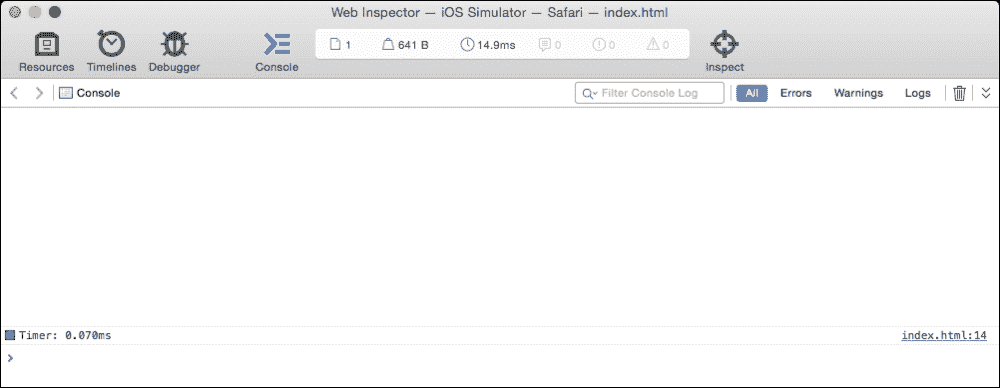 Web Inspector — iOS Simulator — Safari — index.html
1 641 B 14.9ms 0 0 0
Resources Timelines Debugger Console Inspect
Console Filter Console Log All Errors Warnings Logs
Timer: 0.070ms index.html:14
>